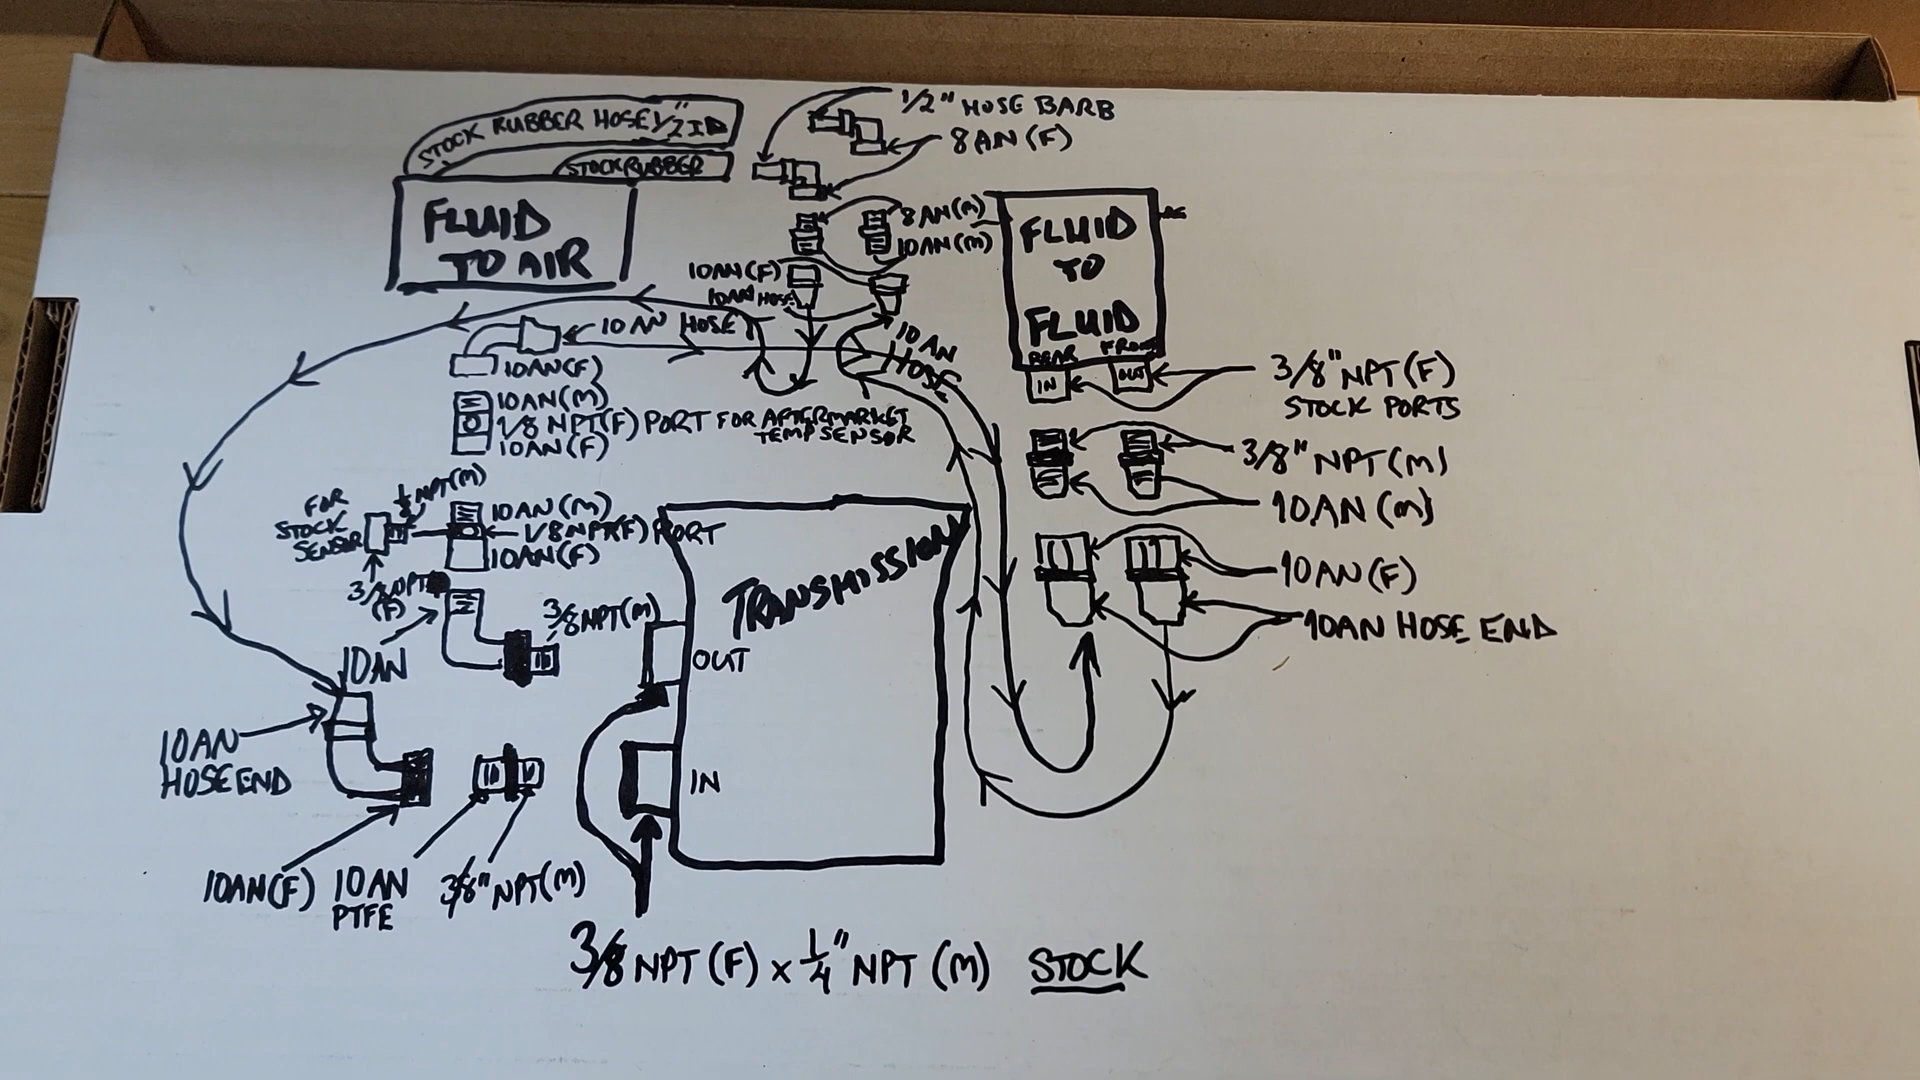 STOCK RUBBER HOSE 1/2" ID
STOCK RUBBER
FLUID
TO AIR
1/2" HOSE BARB
8AN (F)
8AN (M)
10AN (M)
10AN (F)
10AN HOSE
FLUID
TO
FLUID
REAR FRONT
IN OUT
3/8" NPT (F)
STOCK PORTS
3/8" NPT (M)
10AN (M)
10AN (F)
10AN HOSE END
10 AN HOSE
10AN
HOSE
10AN (F)
10AN (M)
1/8 NPT (F) PORT FOR AFTERMARKET
TEMP SENSOR
10AN (F)
FOR
STOCK
SENSOR
NPT (M)
10AN (M)
1/8 NPT (F) PORT
10AN (F)
3/8 NPT
(F)
3/8 NPT (M)
10AN
TRANSMISSION
OUT
IN
10AN
HOSE END
10AN (F)
10AN
PTFE
3/8" NPT (M)
3/8 NPT (F) x 1/4" NPT (M) STOCK